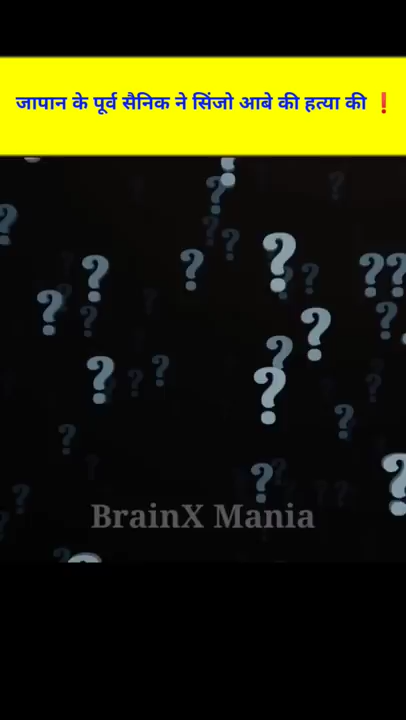 जापान के पूर्व सैनिक ने सिंजो आबे की हत्या की ❗
BrainX Mania